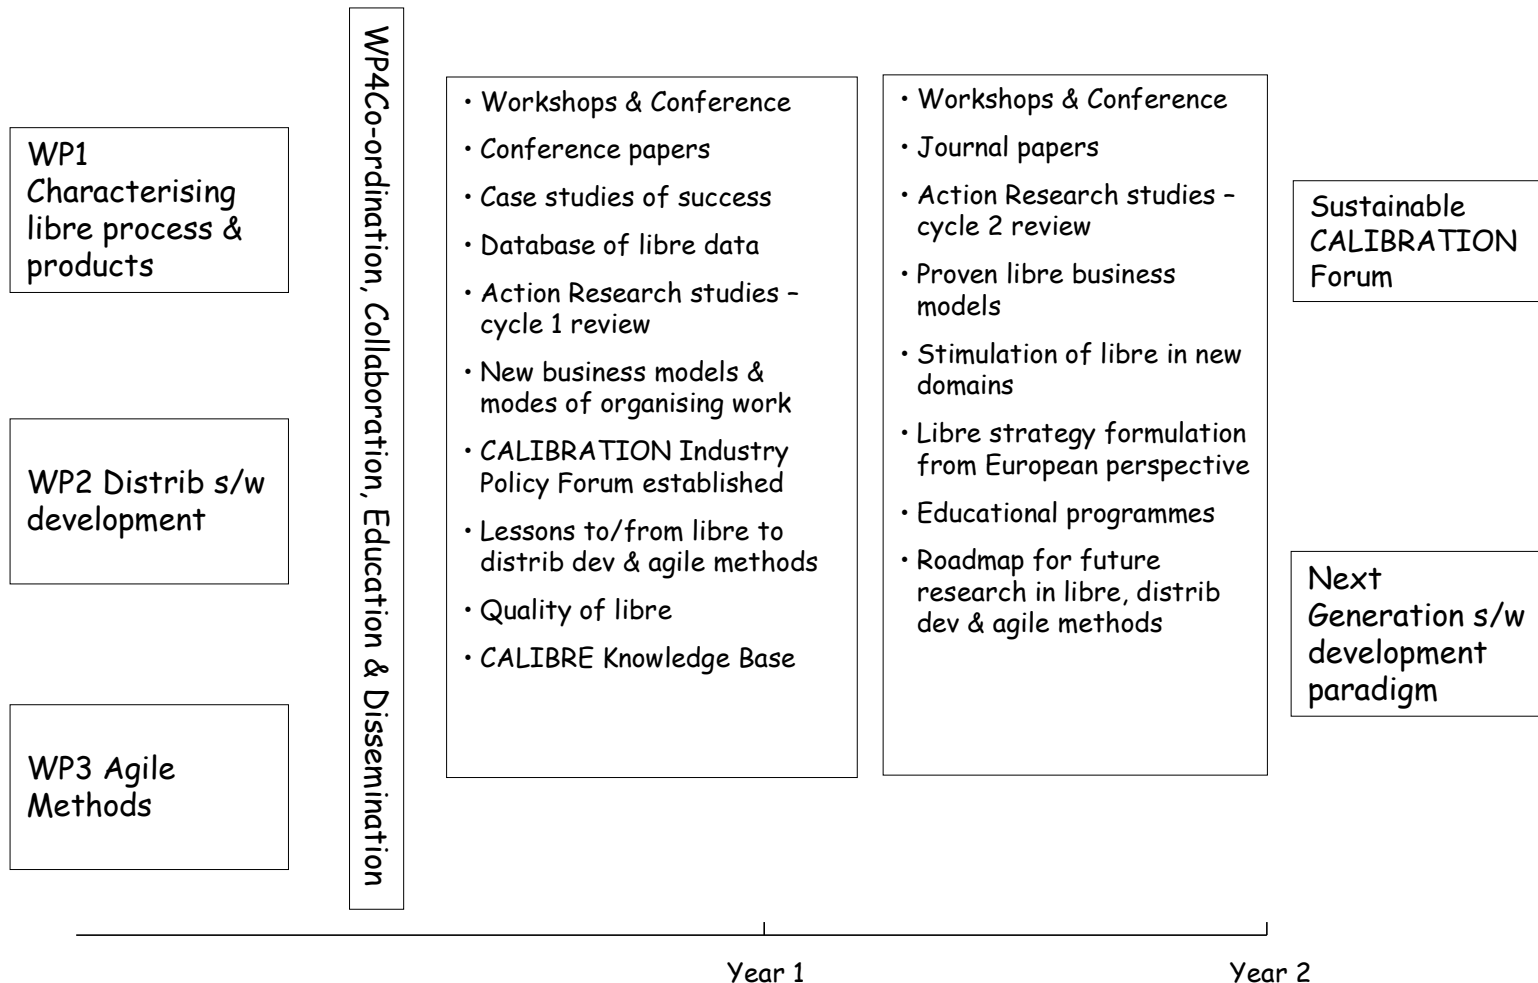 WP1
Characterising
libre process &
products
WP2 Distrib s/w
development
WP3 Agile
Methods
WP4Co-ordination, Collaboration, Education & Dissemination
• Workshops & Conference
• Conference papers
• Case studies of success
• Database of libre data
• Action Research studies –
cycle 1 review
• New business models &
modes of organising work
• CALIBRATION Industry
Policy Forum established
• Lessons to/from libre to
distrib dev & agile methods
• Quality of libre
• CALIBRE Knowledge Base
• Workshops & Conference
• Journal papers
• Action Research studies –
cycle 2 review
• Proven libre business
models
• Stimulation of libre in new
domains
• Libre strategy formulation
from European perspective
• Educational programmes
• Roadmap for future
research in libre, distrib
dev & agile methods
Sustainable
CALIBRATION
Forum
Next
Generation s/w
development
paradigm
Year 1
Year 2